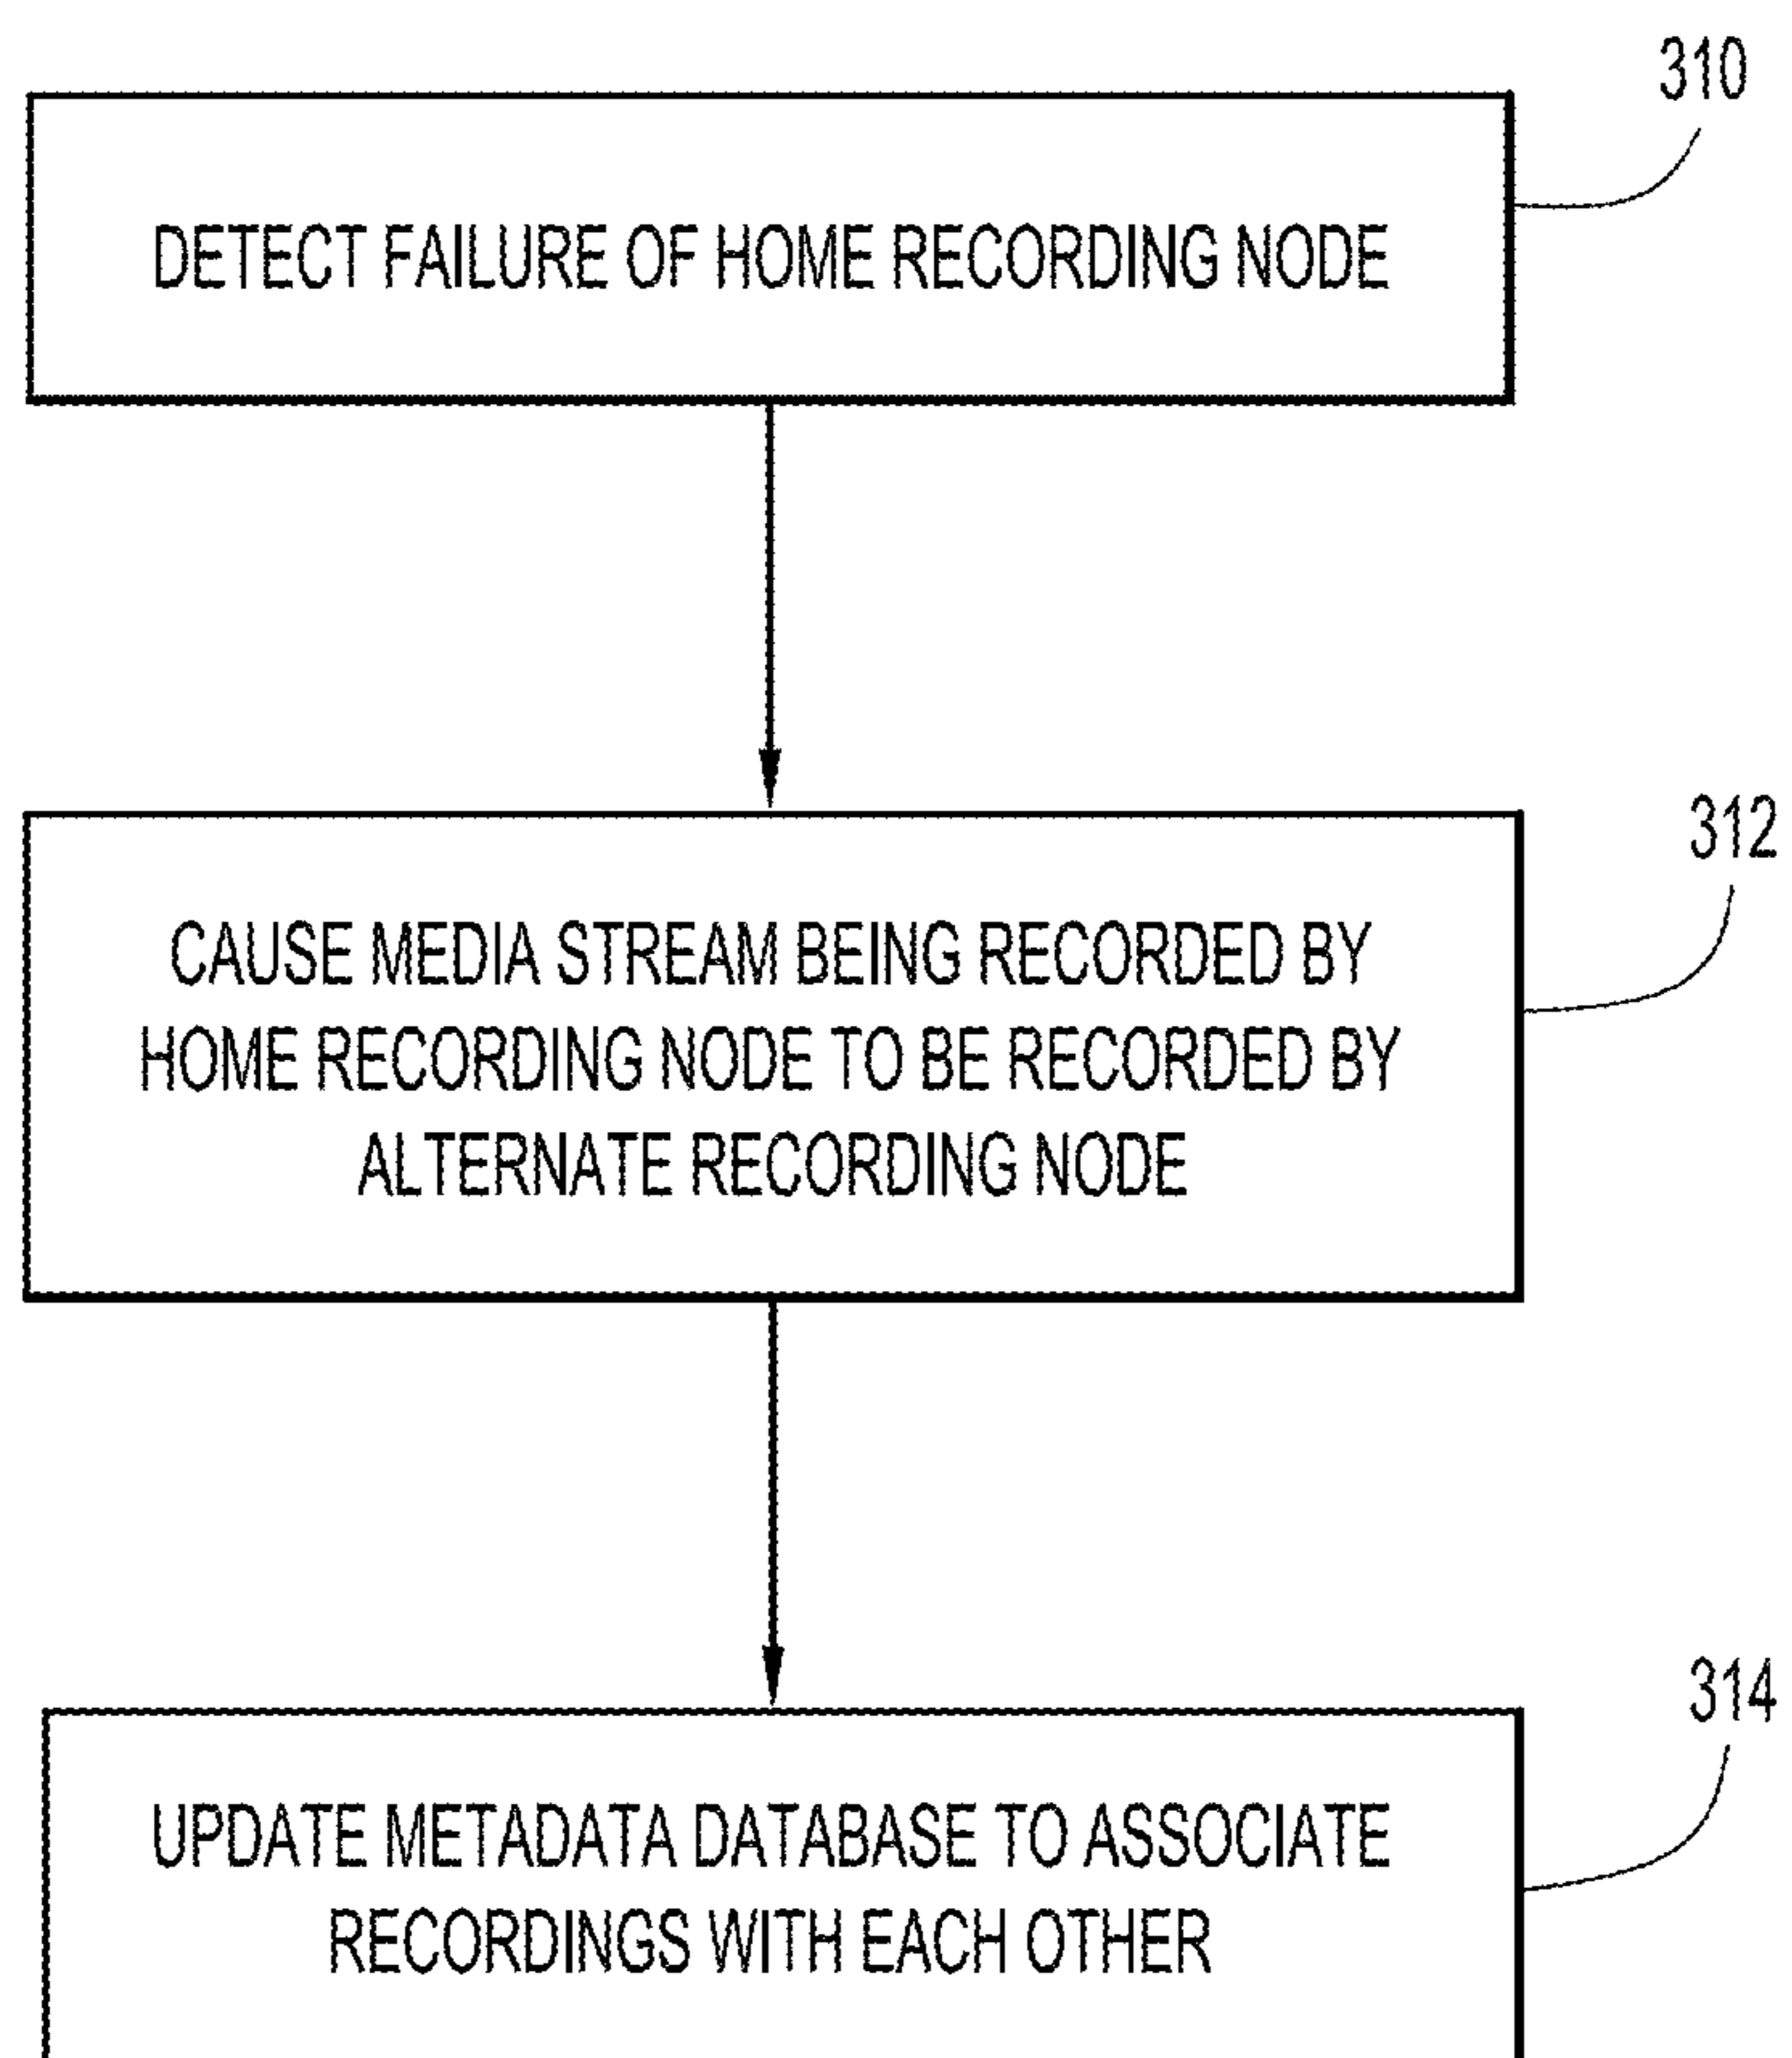 310
DETECT FAILURE OF HOME RECORDING NODE
312
CAUSE MEDIA STREAM BEING RECORDED BY
HOME RECORDING NODE TO BE RECORDED BY
ALTERNATE RECORDING NODE
314
UPDATE METADATA DATABASE TO ASSOCIATE
RECORDINGS WITH EACH OTHER